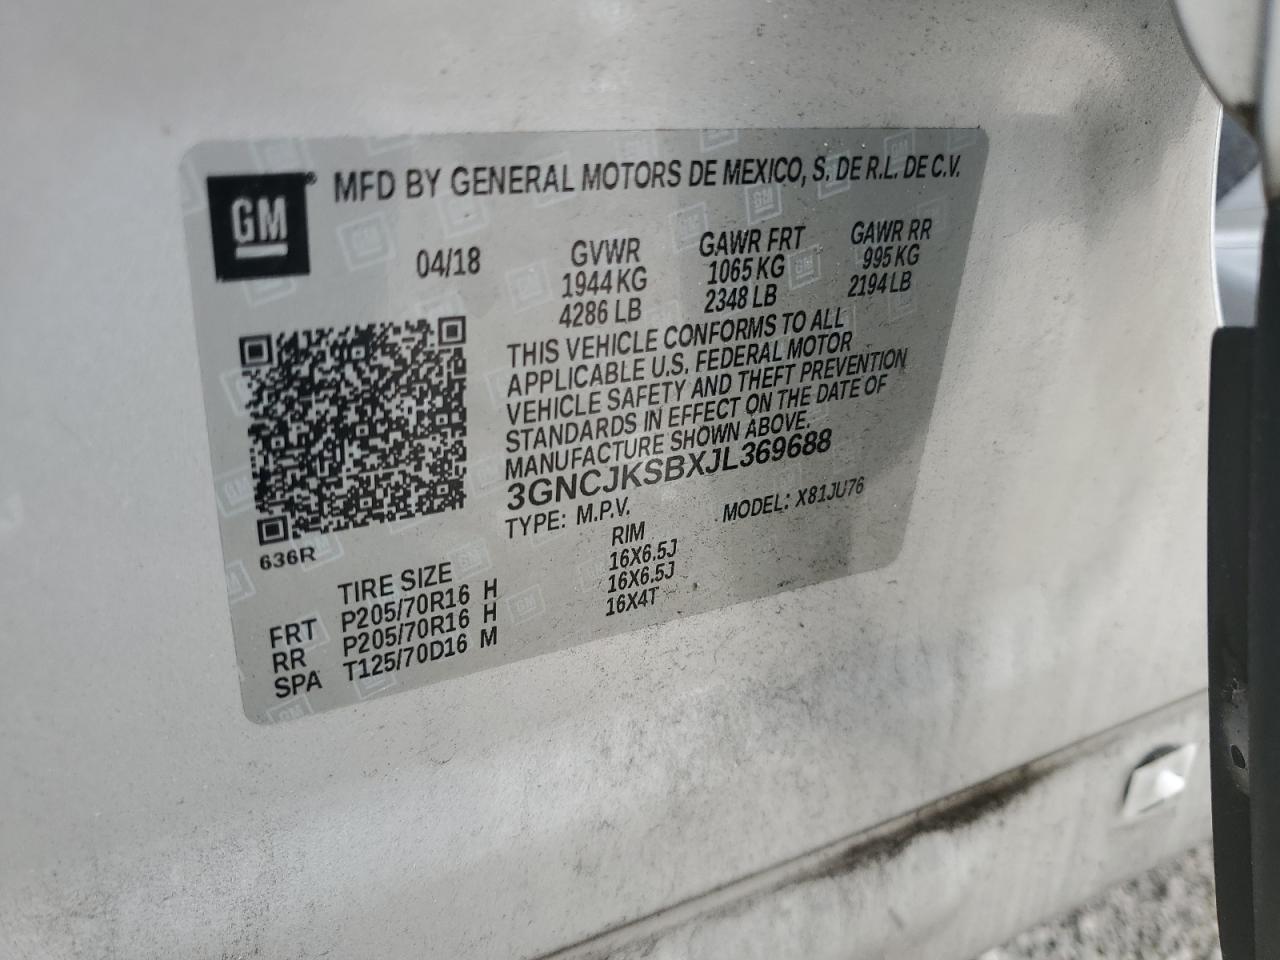 GM® MFD BY GENERAL MOTORS DE MEXICO, S. DE R.L. DE C.V.
04/18 GVWR GAWR FRT GAWR RR
1944 KG 1065 KG 995 KG
4286 LB 2348 LB 2194 LB
THIS VEHICLE CONFORMS TO ALL
APPLICABLE U.S. FEDERAL MOTOR
VEHICLE SAFETY AND THEFT PREVENTION
STANDARDS IN EFFECT ON THE DATE OF
MANUFACTURE SHOWN ABOVE.
3GNCJKSBXJL369688
TYPE: M.P.V. MODEL: X81JU76
636R
TIRE SIZE RIM
FRT P205/70R16 H 16X6.5J
RR P205/70R16 H 16X6.5J
SPA T125/70D16 M 16X4T